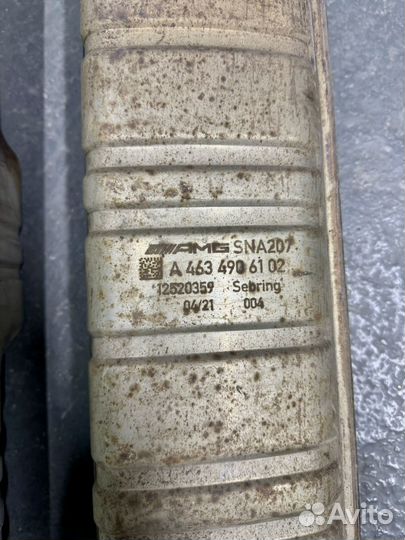 AMG SNA207
A 463 490 61 02
12520359 Sebring
04/21 004
Avito